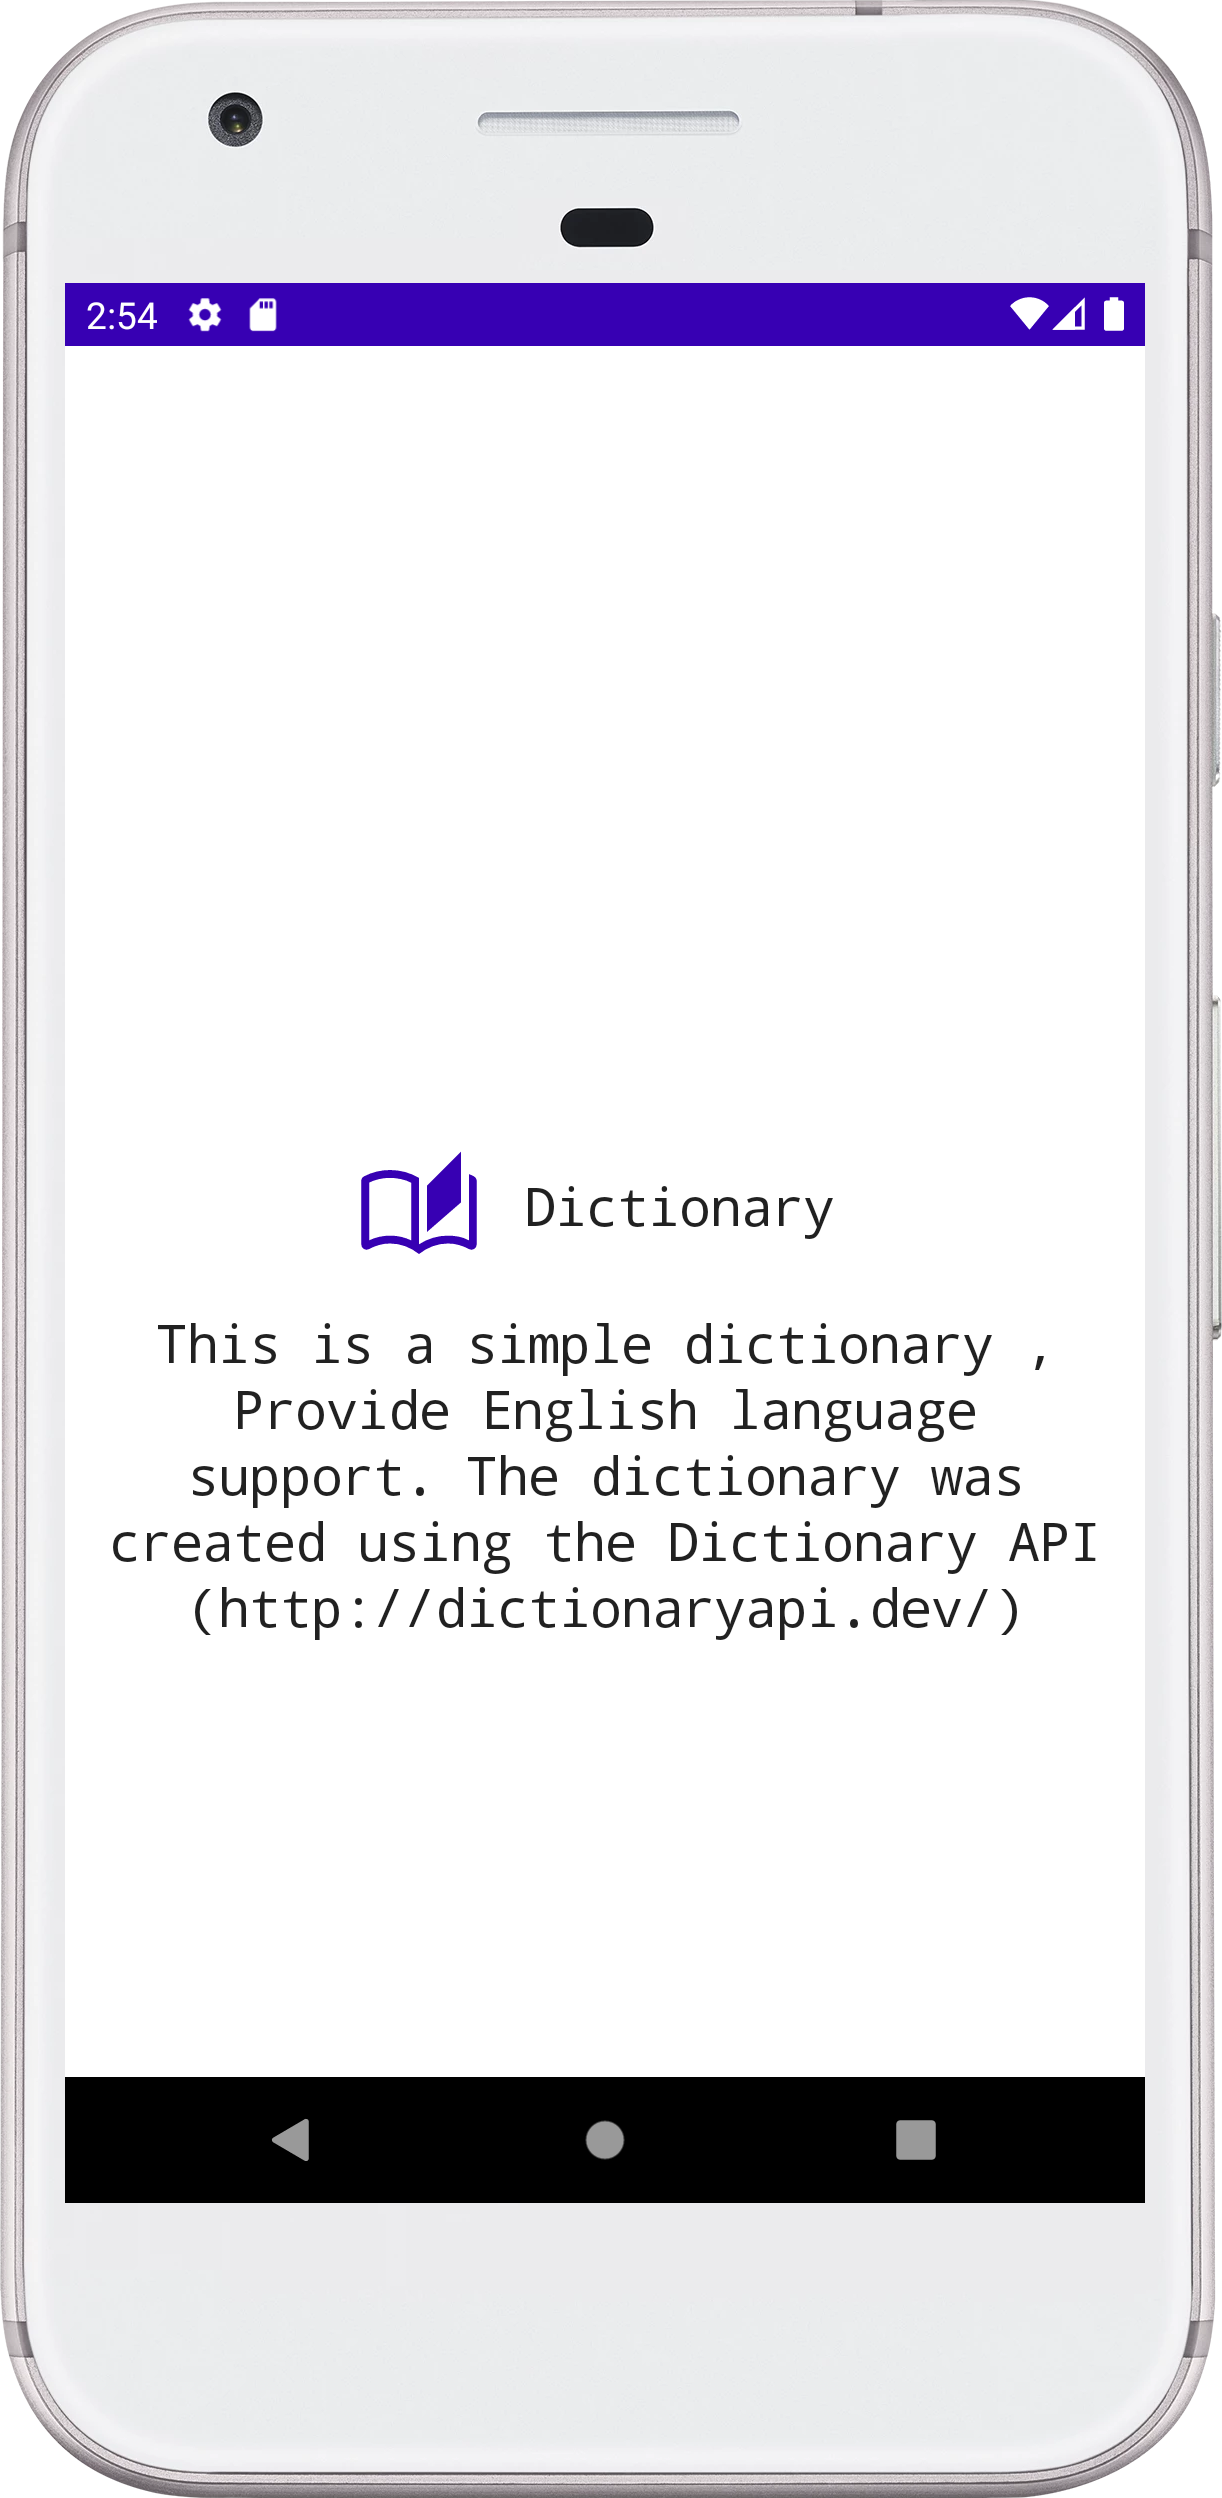 2:54
Dictionary
This is a simple dictionary ,
Provide English language
support. The dictionary was
created using the Dictionary API
(http://dictionaryapi.dev/)